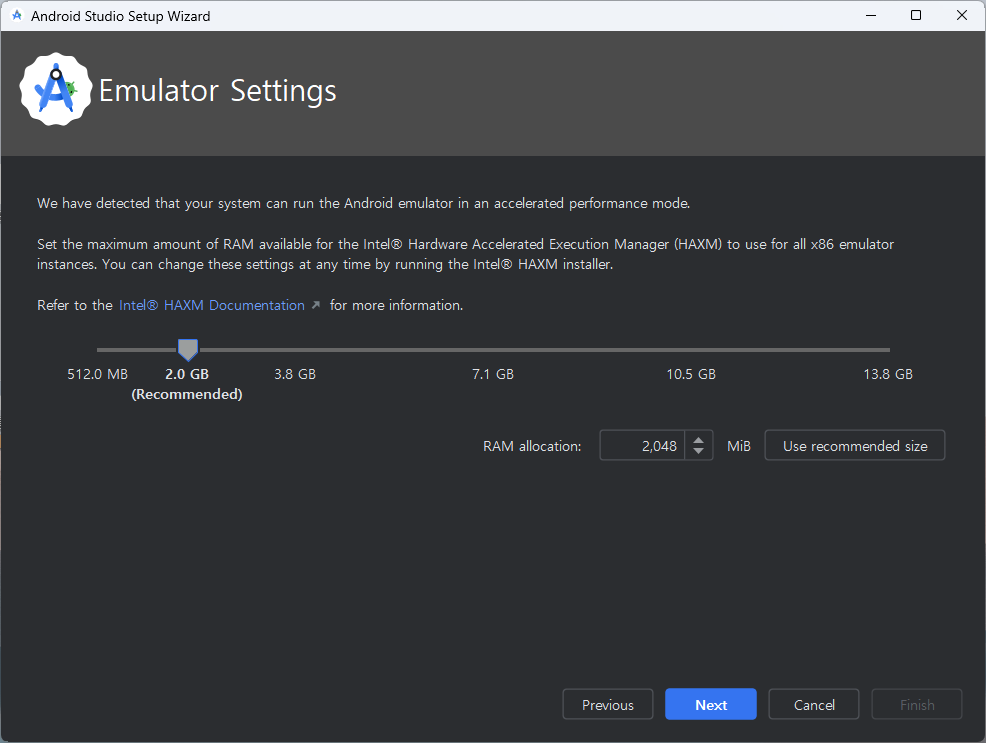 Android Studio Setup Wizard
Emulator Settings
We have detected that your system can run the Android emulator in an accelerated performance mode.
Set the maximum amount of RAM available for the Intel® Hardware Accelerated Execution Manager (HAXM) to use for all x86 emulator
instances. You can change these settings at any time by running the Intel® HAXM installer.
Refer to the Intel® HAXM Documentation ↗ for more information.
512.0 MB 2.0 GB 3.8 GB 7.1 GB 10.5 GB 13.8 GB
(Recommended)
RAM allocation: 2,048 MiB Use recommended size
Previous Next Cancel Finish